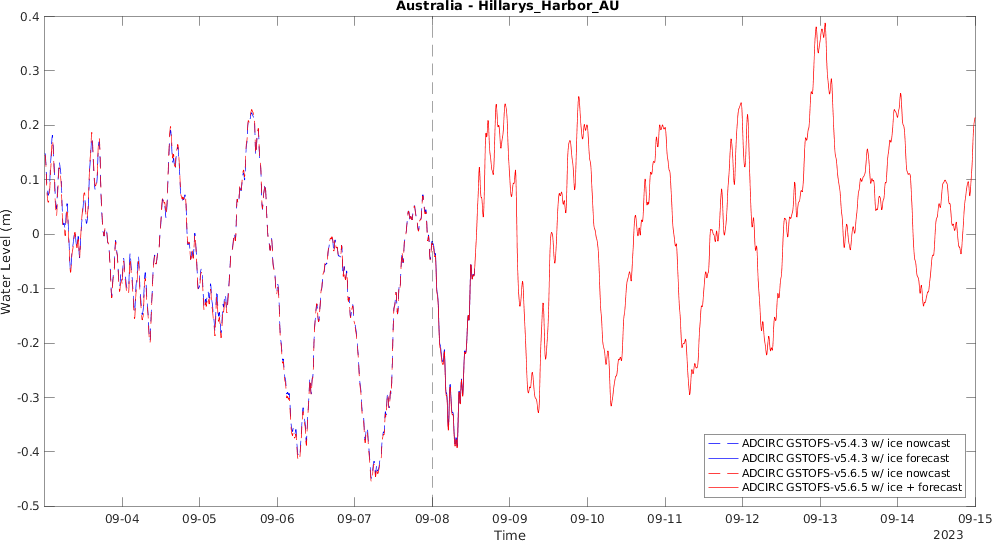 Australia - Hillarys_Harbor_AU
0.4
0.3
0.2
0.1
0
-0.1
-0.2
-0.3
-0.4
-0.5
Water Level (m)
ADCIRC GSTOFS-v5.4.3 w/ ice nowcast
ADCIRC GSTOFS-v5.4.3 w/ ice forecast
ADCIRC GSTOFS-v5.6.5 w/ ice nowcast
ADCIRC GSTOFS-v5.6.5 w/ ice + forecast
09-04 09-05 09-06 09-07 09-08 09-09 09-10 09-11 09-12 09-13 09-14 09-15
Time
2023